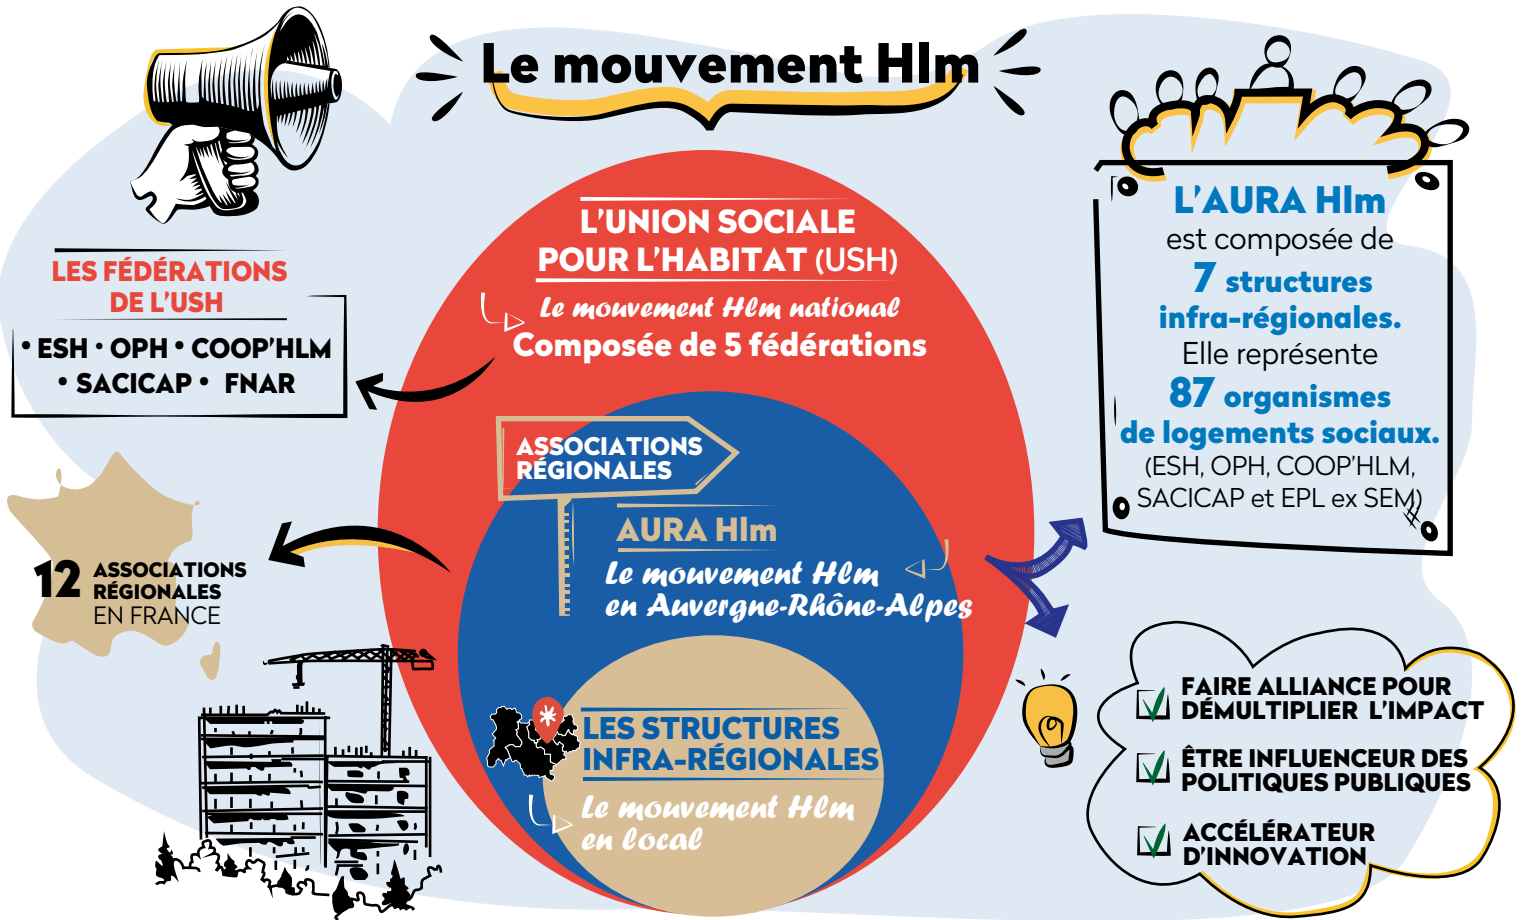 Le mouvement Hlm
LES FÉDÉRATIONS
DE L'USH
• ESH • OPH • COOP'HLM
• SACICAP • FNAR
12 ASSOCIATIONS
RÉGIONALES
EN FRANCE
L'UNION SOCIALE
POUR L'HABITAT (USH)
Le mouvement Hlm national
Composée de 5 fédérations
ASSOCIATIONS
RÉGIONALES
AURA Hlm
Le mouvement Hlm
en Auvergne-Rhône-Alpes
LES STRUCTURES
INFRA-RÉGIONALES
Le mouvement Hlm
en local
L'AURA Hlm
est composée de
7 structures
infra-régionales.
Elle représente
87 organismes
de logements sociaux.
(ESH, OPH, COOP'HLM,
SACICAP et EPL ex SEM)
FAIRE ALLIANCE POUR
DÉMULTIPLIER L'IMPACT
ÊTRE INFLUENCEUR DES
POLITIQUES PUBLIQUES
ACCÉLÉRATEUR
D'INNOVATION